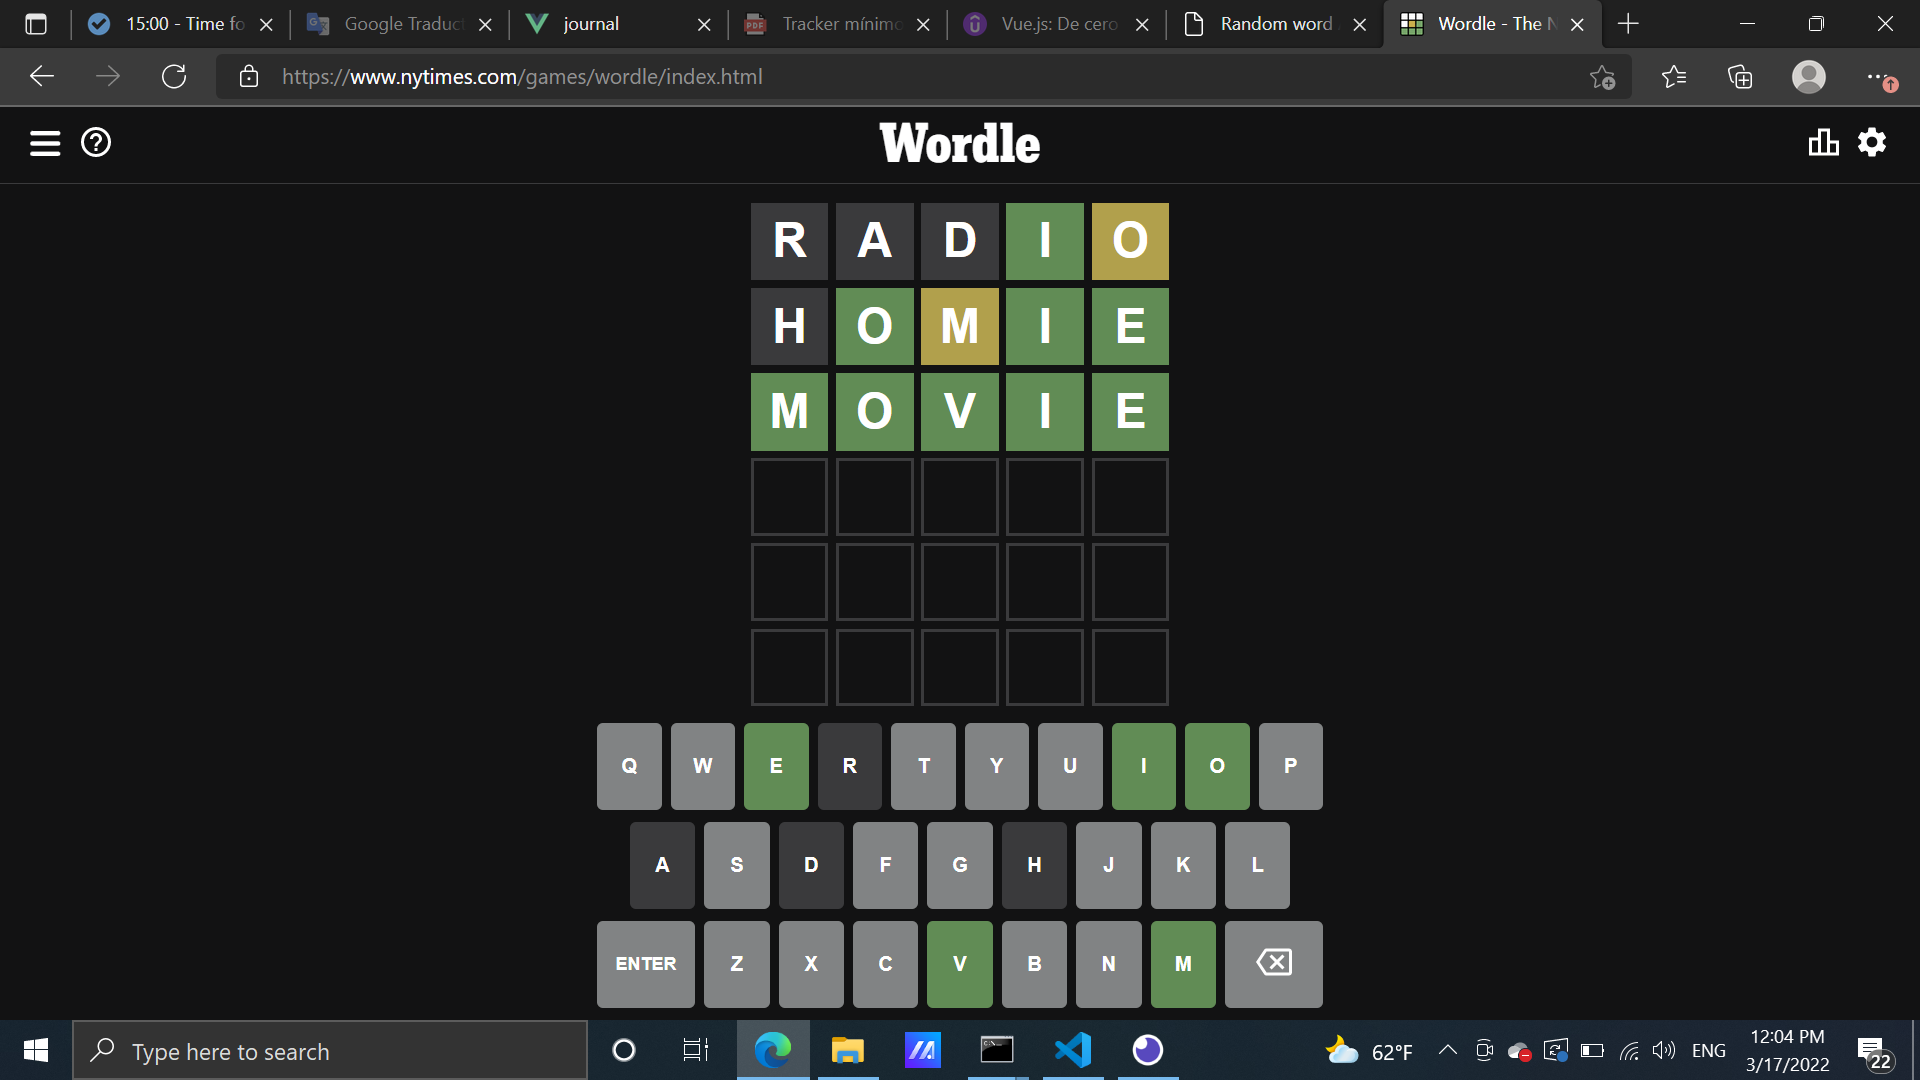 15:00 - Time fo
Google Traduct
journal
PDF
Tracker mínimo
Vue.js: De cero
Random word
Wordle - The N
https://www.nytimes.com/games/wordle/index.html
Wordle
R A D I O
H O M I E
M O V I E
Q W E R T Y U I O P
A S D F G H J K L
ENTER Z X C V B N M
Type here to search
62°F
ENG
12:04 PM
3/17/2022
22